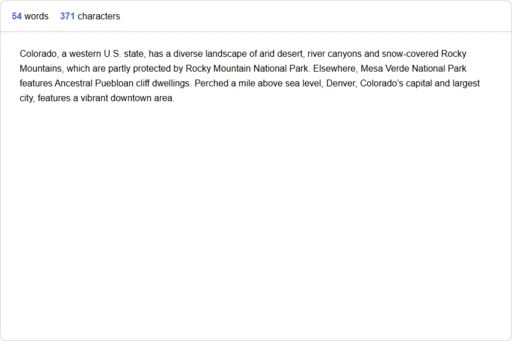 54 words 371 characters
Colorado, a western U.S. state, has a diverse landscape of arid desert, river canyons and snow-covered Rocky
Mountains, which are partly protected by Rocky Mountain National Park. Elsewhere, Mesa Verde National Park
features Ancestral Puebloan cliff dwellings. Perched a mile above sea level, Denver, Colorado's capital and largest
city, features a vibrant downtown area.